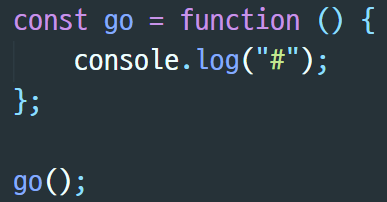 const go = function () {
    console.log("#");
};

go();